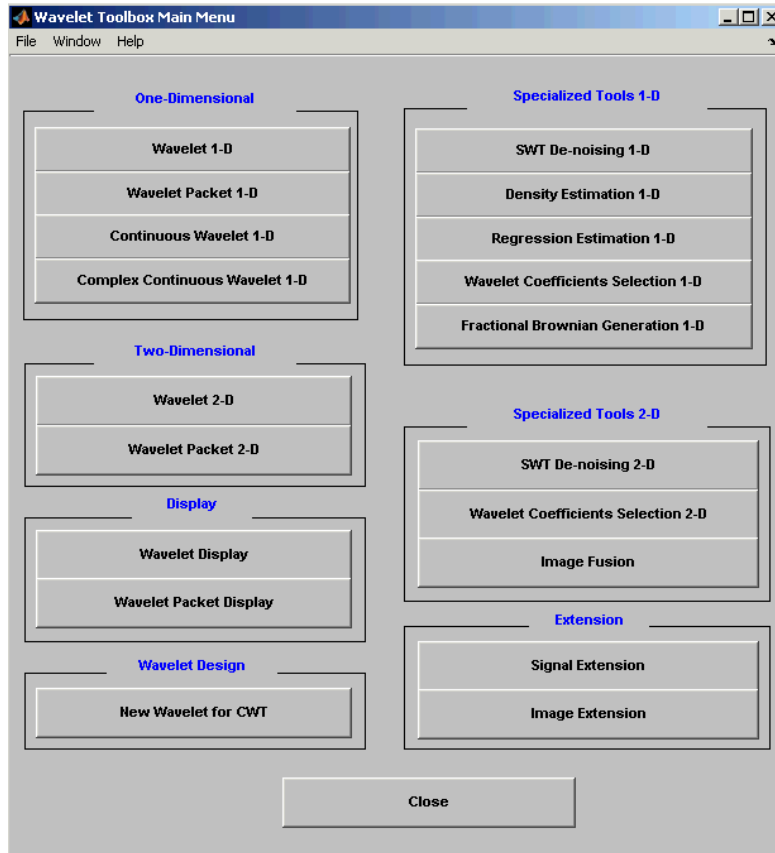 Wavelet Toolbox Main Menu
File Window Help
One-Dimensional
Wavelet 1-D
Wavelet Packet 1-D
Continuous Wavelet 1-D
Complex Continuous Wavelet 1-D
Two-Dimensional
Wavelet 2-D
Wavelet Packet 2-D
Display
Wavelet Display
Wavelet Packet Display
Wavelet Design
New Wavelet for CWT
Specialized Tools 1-D
SWT De-noising 1-D
Density Estimation 1-D
Regression Estimation 1-D
Wavelet Coefficients Selection 1-D
Fractional Brownian Generation 1-D
Specialized Tools 2-D
SWT De-noising 2-D
Wavelet Coefficients Selection 2-D
Image Fusion
Extension
Signal Extension
Image Extension
Close